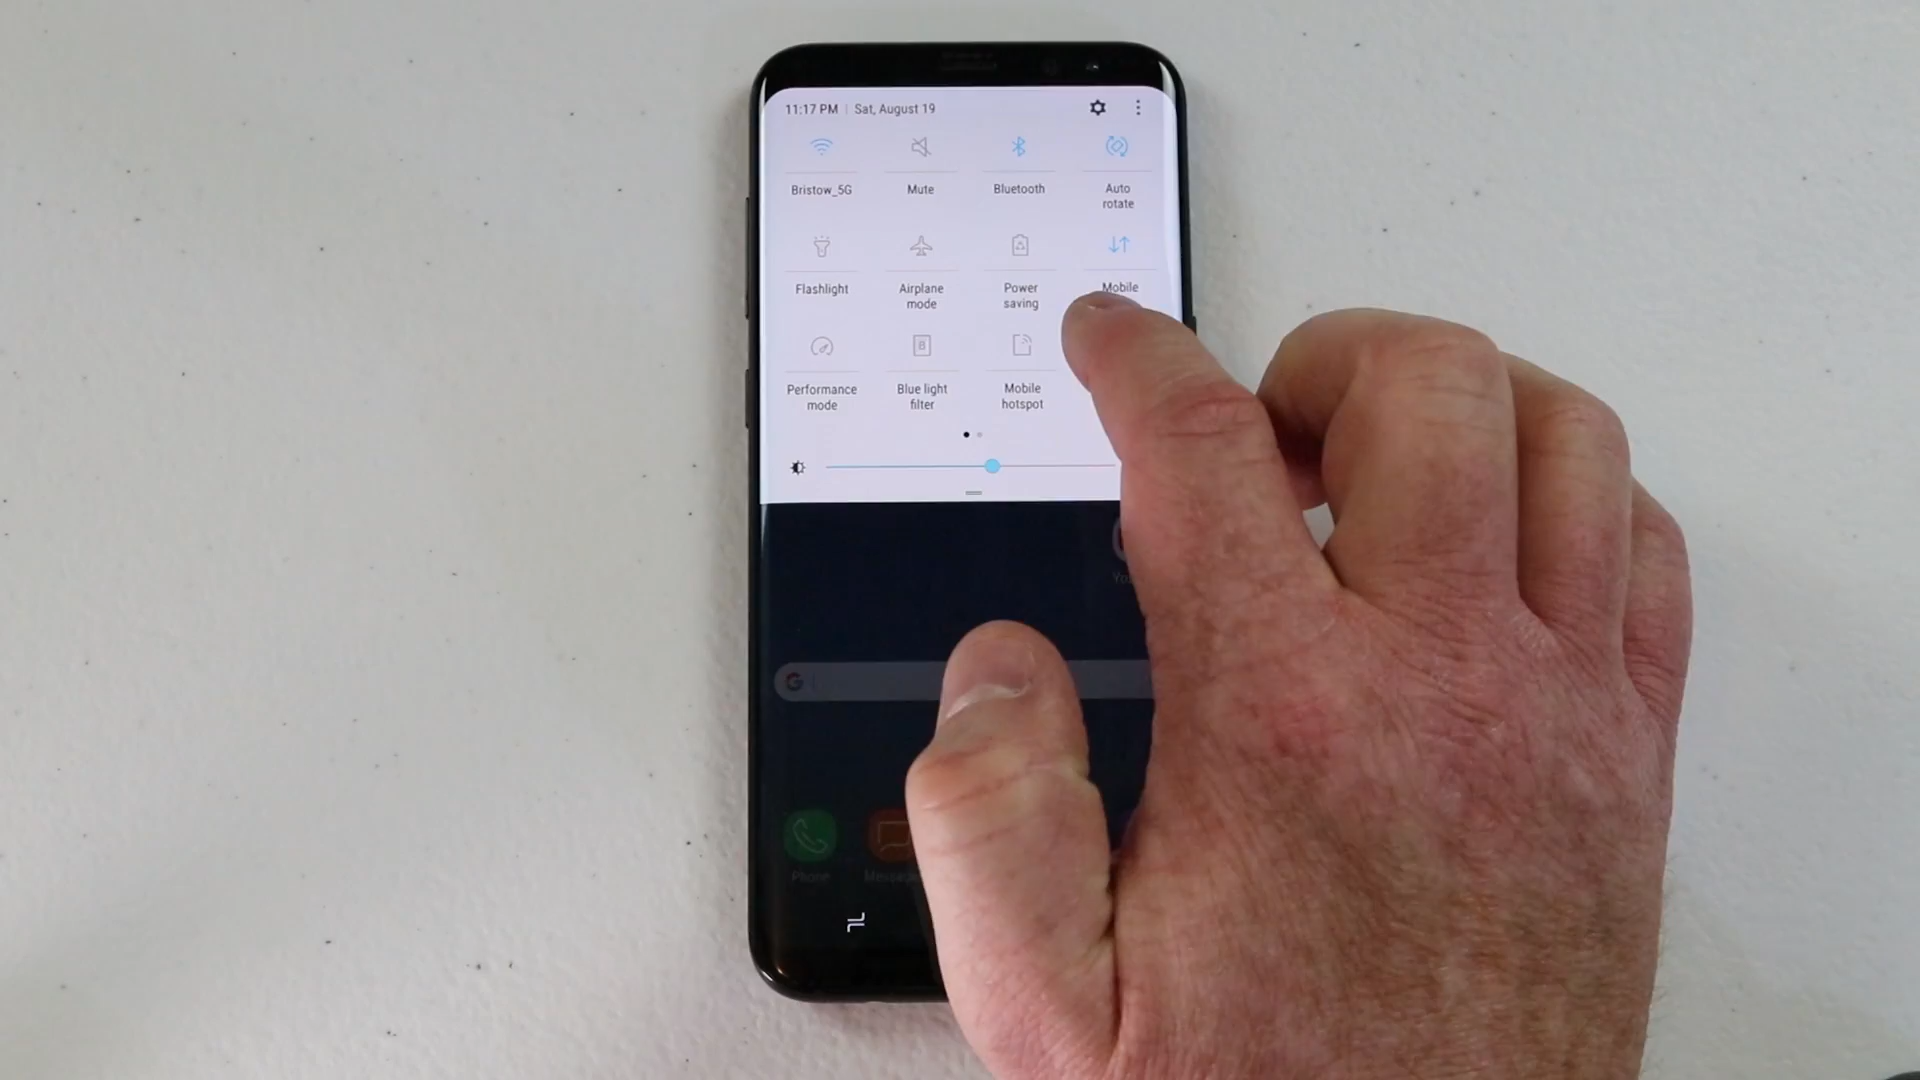 11:17 PM | Sat, August 19
Bristow_5G
Mute
Bluetooth
Auto
rotate
Flashlight
Airplane
mode
Power
saving
Mobile
Performance
mode
Blue light
filter
Mobile
hotspot
G
Phone